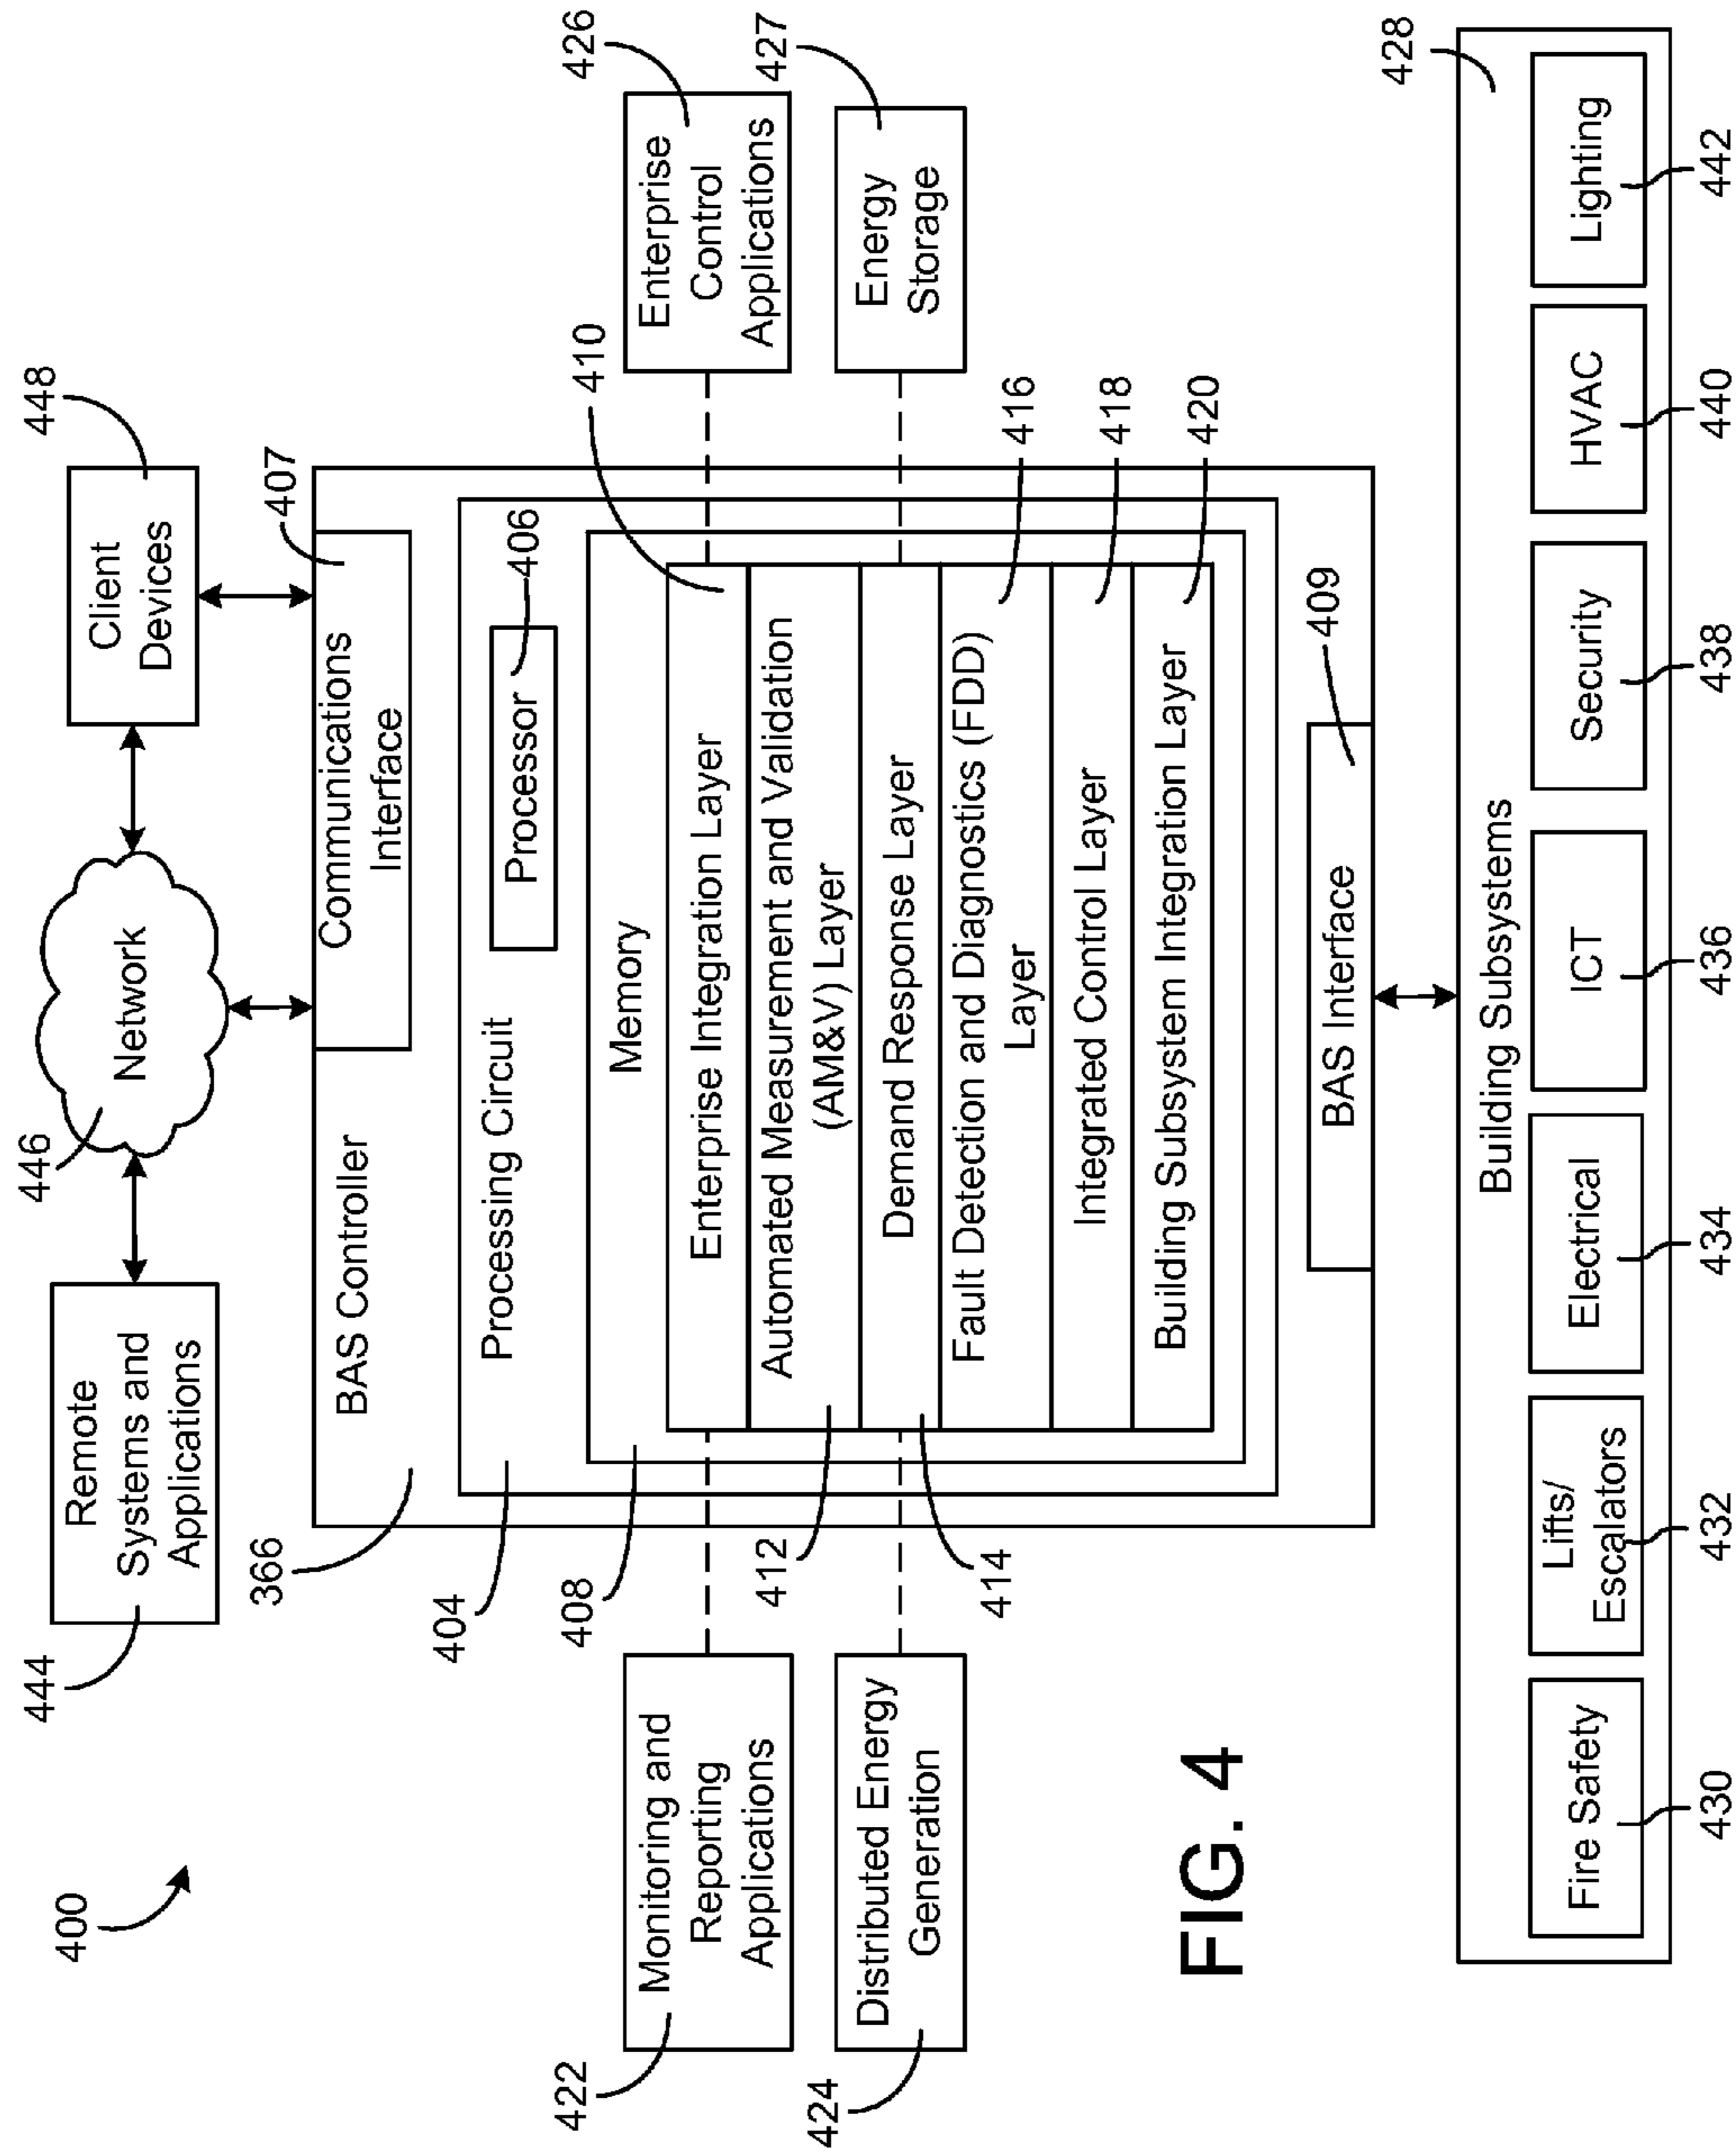 400
444
Remote
Systems and
Applications
446
Network
Client
Devices
448
366
BAS Controller
Communications
Interface
407
404
Processing Circuit
Processor
406
408
Memory
410
Enterprise Integration Layer
Automated Measurement and Validation
(AM&V) Layer
412
Demand Response Layer
414
Fault Detection and Diagnostics (FDD)
Layer
416
Integrated Control Layer
418
Building Subsystem Integration Layer
420
422
Monitoring and
Reporting
Applications
424
Distributed Energy
Generation
Enterprise
Control
Applications
426
Energy
Storage
427
BAS Interface
409
FIG. 4
Building Subsystems
428
Fire Safety
Lifts/
Escalators
Electrical
ICT
Security
HVAC
Lighting
430
432
434
436
438
440
442